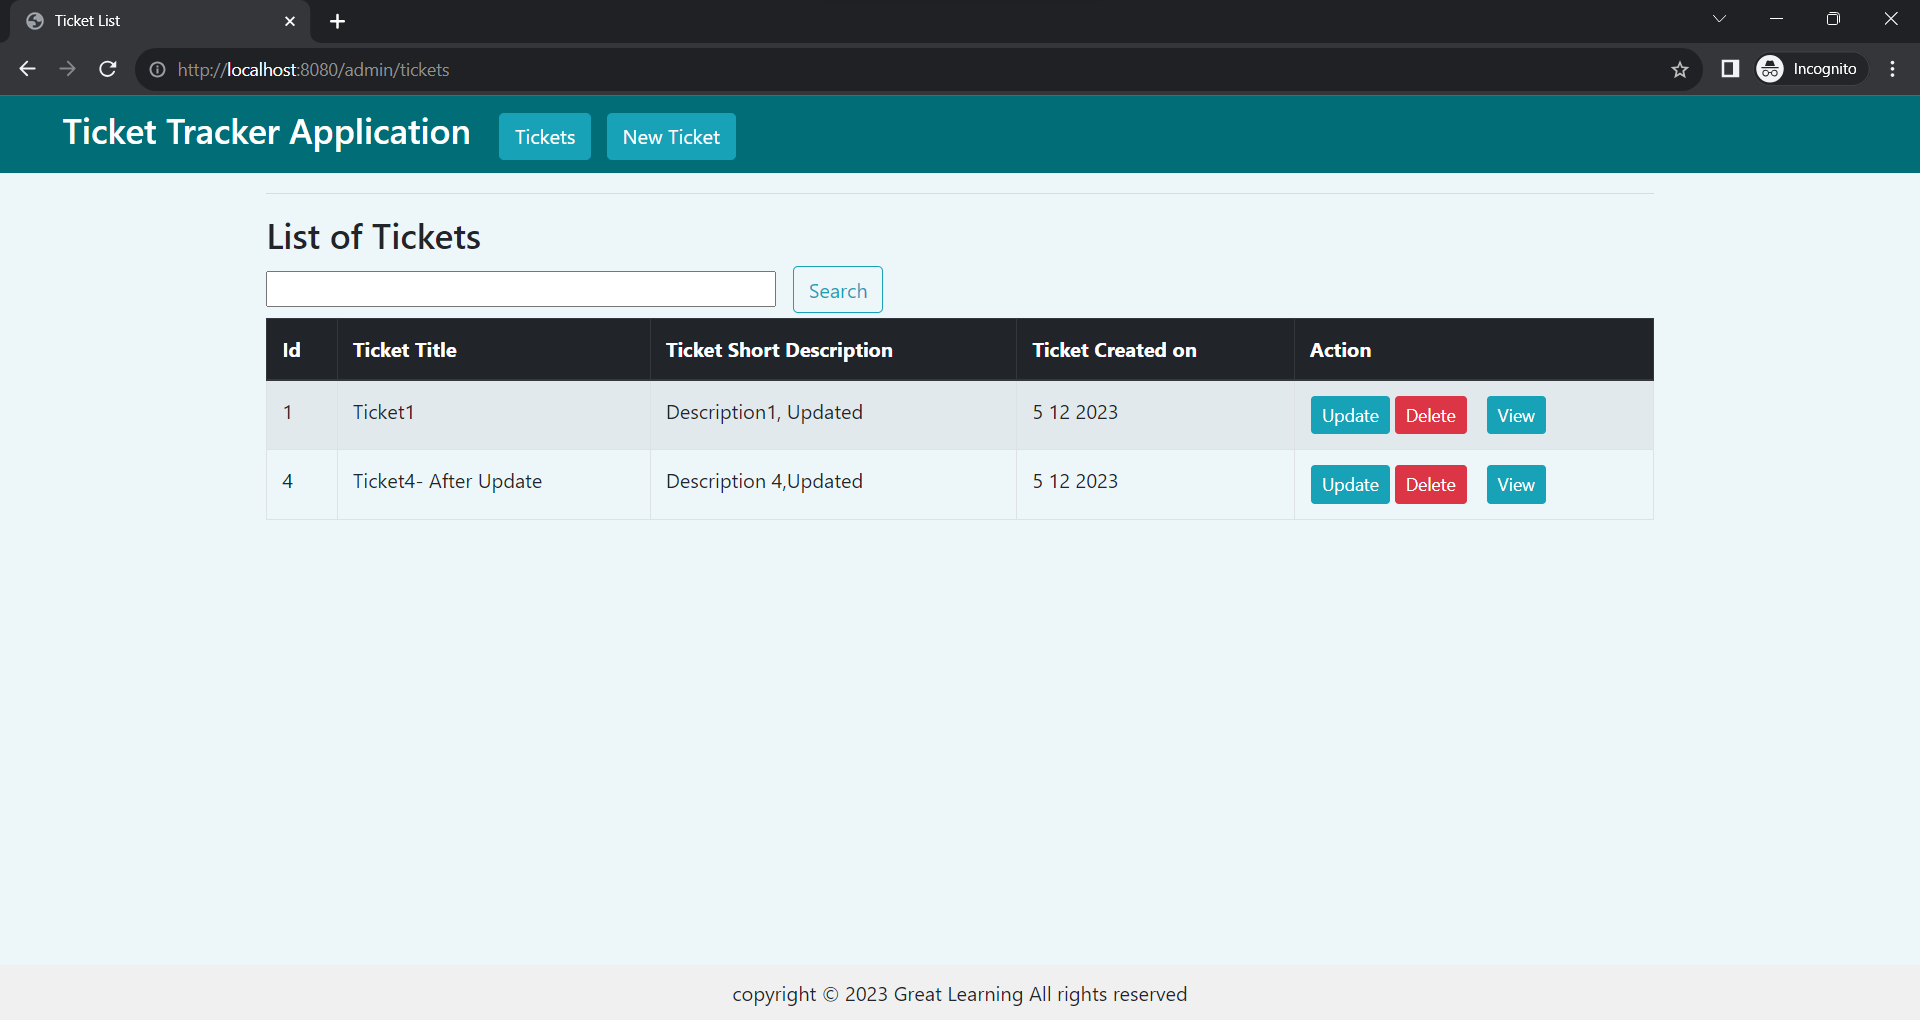 Ticket List
http://localhost:8080/admin/tickets
Incognito
Ticket Tracker Application Tickets New Ticket
List of Tickets
Search
Id Ticket Title Ticket Short Description Ticket Created on Action
1 Ticket1 Description1, Updated 5 12 2023 Update Delete View
4 Ticket4- After Update Description 4,Updated 5 12 2023 Update Delete View
copyright © 2023 Great Learning All rights reserved